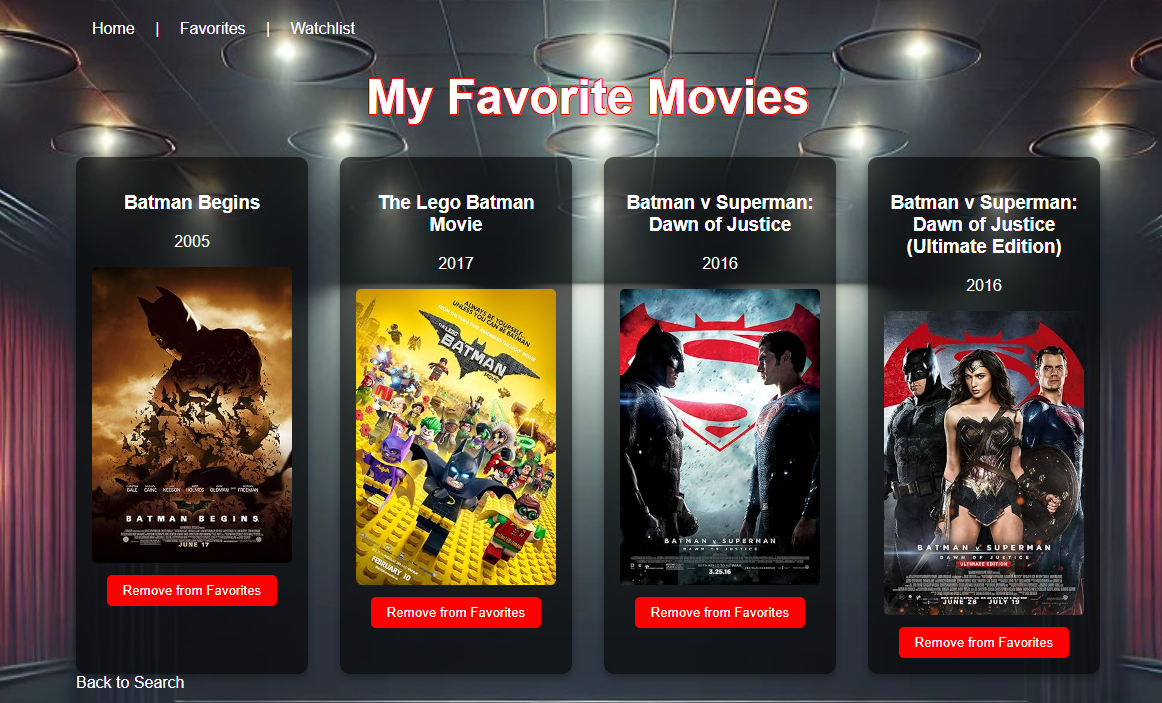 Home | Favorites | Watchlist
My Favorite Movies
Batman Begins
2005
BATMAN BEGINS
JUNE 17
Remove from Favorites
The Lego Batman
Movie
2017
ALWAYS BE YOURSELF.
UNLESS YOU CAN BE BATMAN
BATMAN
FEBRUARY 10
Remove from Favorites
Batman v Superman:
Dawn of Justice
2016
BATMAN v SUPERMAN
DAWN OF JUSTICE
3.25.16
Remove from Favorites
Batman v Superman:
Dawn of Justice
(Ultimate Edition)
2016
BATMAN v SUPERMAN
DAWN OF JUSTICE
ULTIMATE EDITION
JUNE 28 JULY 19
Remove from Favorites
Back to Search